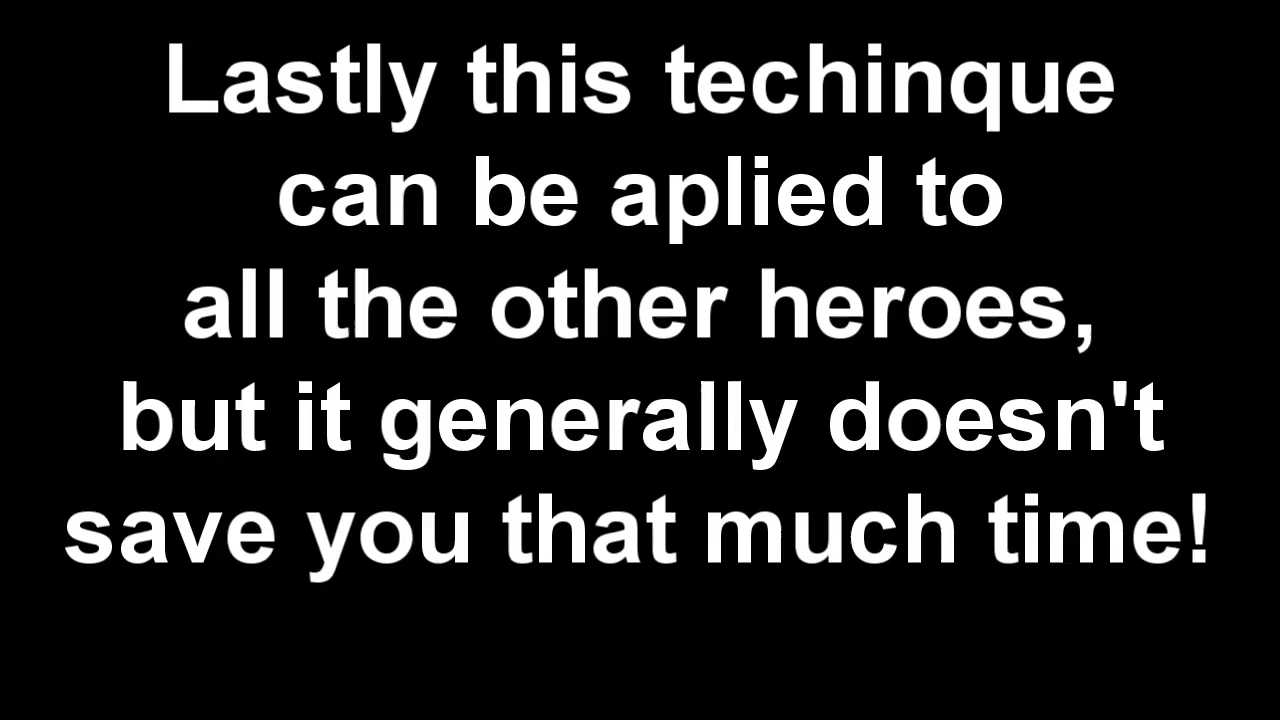 Lastly this techinque
can be aplied to
all the other heroes,
but it generally doesn't
save you that much time!